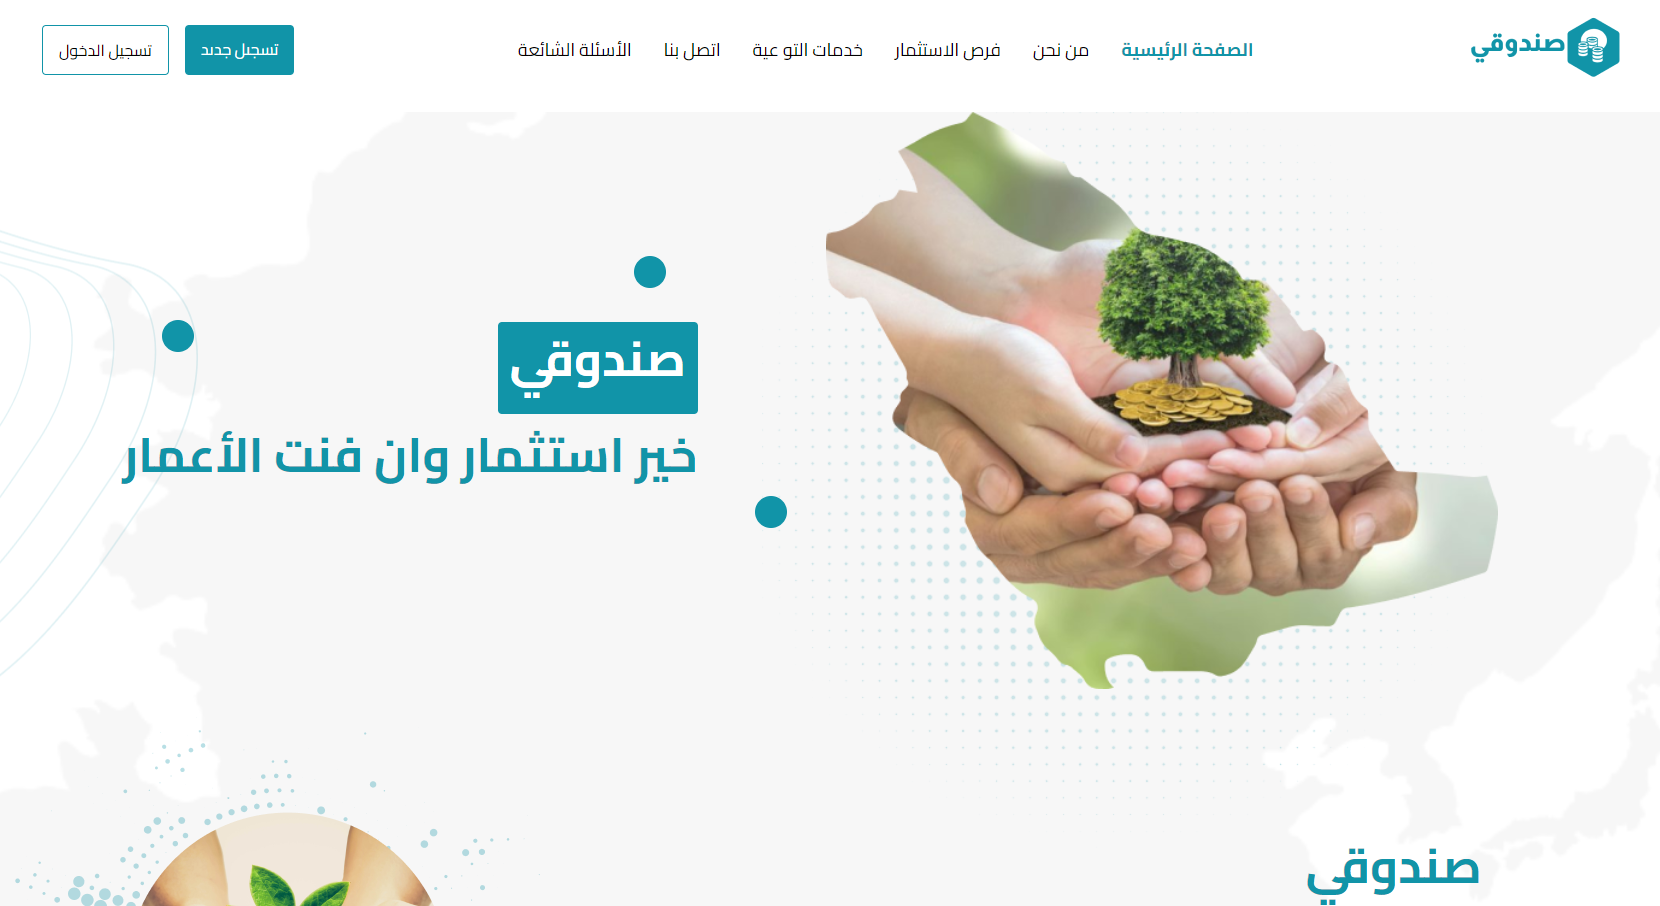 صندوقي
الصفحة الرئيسية
من نحن
فرص الاستثمار
خدمات التو عية
اتصل بنا
الأسئلة الشائعة
تسجيل جديد
تسجيل الدخول
صندوقي
خير استثمار وان فنت الأعمار
صندوقي